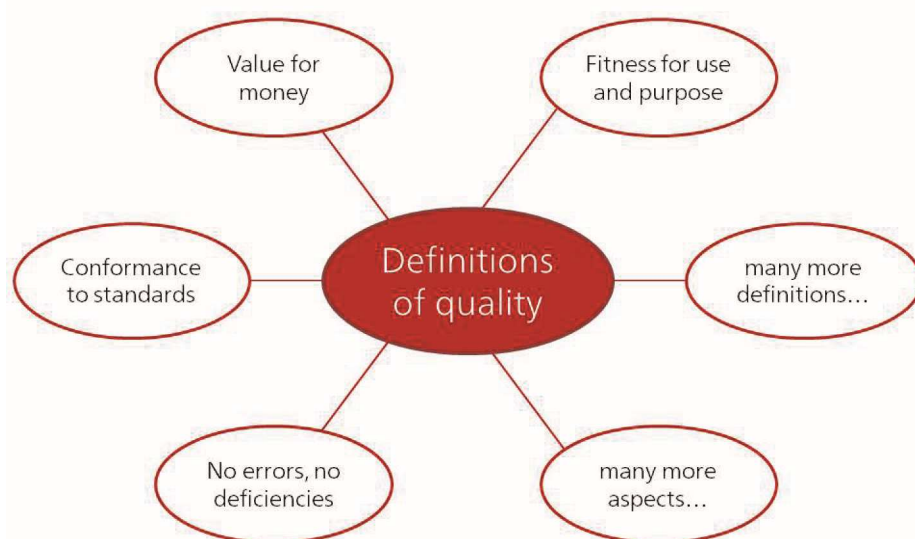 Value for
money
Fitness for use
and purpose
Conformance
to standards
Definitions
of quality
many more
definitions...
No errors, no
deficiencies
many more
aspects...